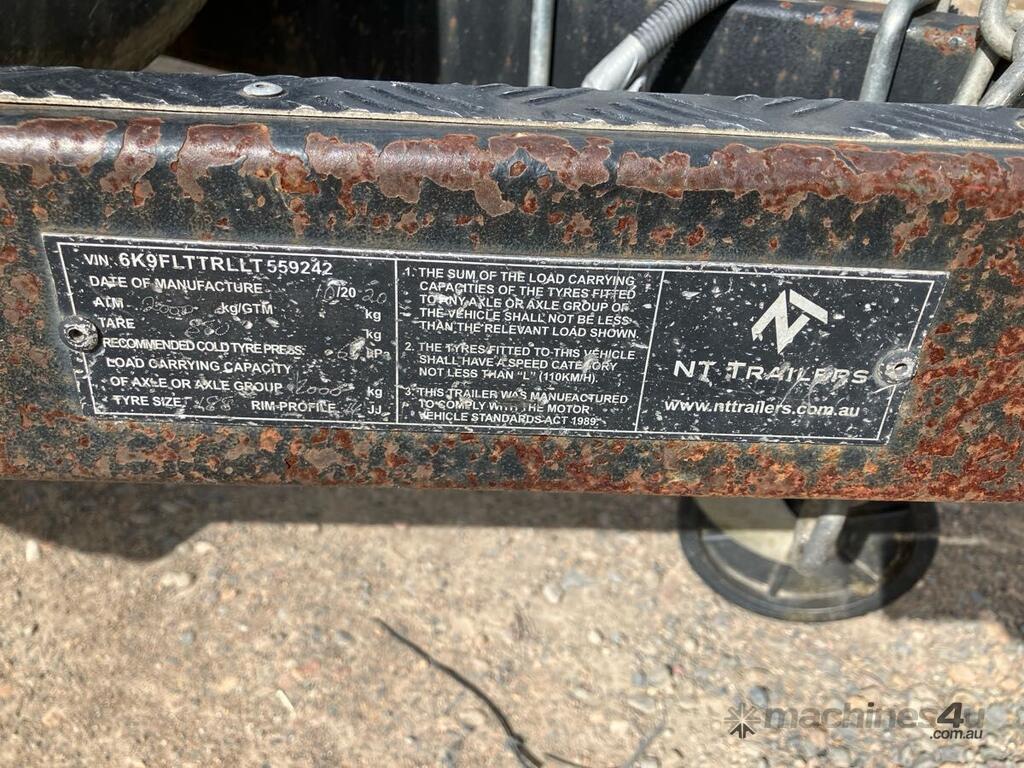 VIN: 6K9FLTTRLLT559242
DATE OF MANUFACTURE 10/2020
ATM kg/GTM kg
TARE kg
RECOMMENDED COLD TYRE PRESS: kPa
LOAD CARRYING CAPACITY
OF AXLE OR AXLE GROUP kg
TYRE SIZE: RIM PROFILE JJ
1. THE SUM OF THE LOAD CARRYING
CAPACITIES OF THE TYRES FITTED
TO ANY AXLE OR AXLE GROUP OF
THE VEHICLE SHALL NOT BE LESS
THAN THE RELEVANT LOAD SHOWN.
2. THE TYRES FITTED TO THIS VEHICLE
SHALL HAVE A SPEED CATEGORY
NOT LESS THAN "L" (110KM/H).
3. THIS TRAILER WAS MANUFACTURED
TO COMPLY WITH THE MOTOR
VEHICLE STANDARDS ACT 1989.
NT TRAILERS
www.nttrailers.com.au
machines4u
.com.au